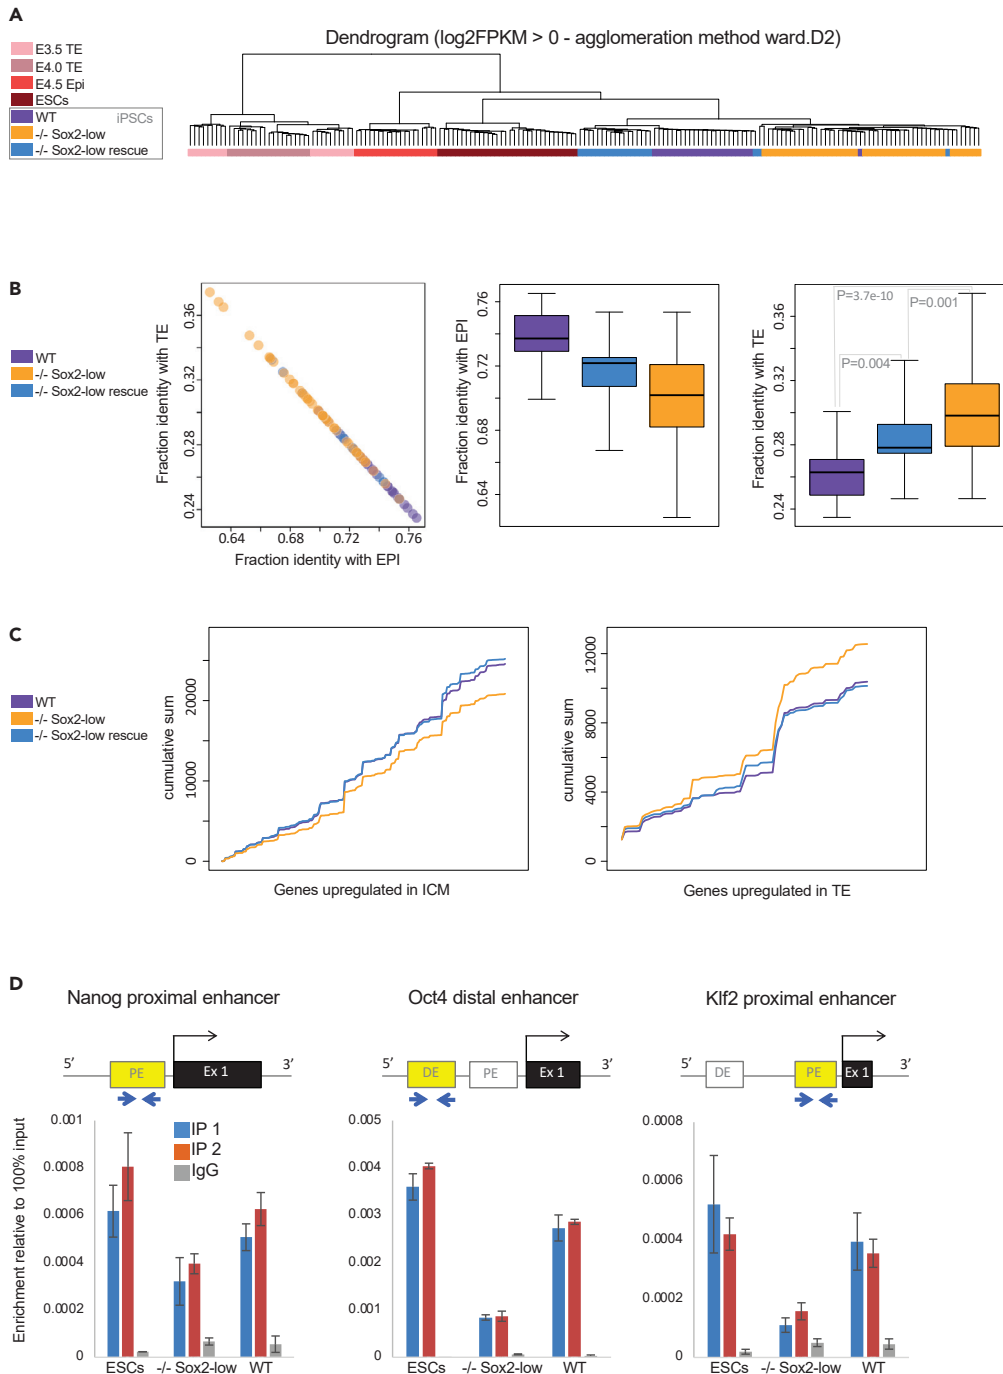 A
Dendrogram (log2FPKM > 0 - agglomeration method ward.D2)
E3.5 TE
E4.0 TE
E4.5 Epi
ESCs
WT iPSCs
-/- Sox2-low
-/- Sox2-low rescue
B
WT
-/- Sox2-low
-/- Sox2-low rescue
Fraction identity with TE
0.36
0.32
0.28
0.24
0.64 0.68 0.72 0.76
Fraction identity with EPI
Fraction identity with EPI
0.76
0.72
0.68
0.64
Fraction identity with TE
0.36
0.32
0.28
0.24
P=3.7e-10
P=0.001
P=0.004
C
WT
-/- Sox2-low
-/- Sox2-low rescue
cumulative sum
20000
10000
0
Genes upregulated in ICM
cumulative sum
12000
8000
4000
0
Genes upregulated in TE
D
Nanog proximal enhancer
5' PE Ex 1 3'
Oct4 distal enhancer
DE PE Ex 1
Klf2 proximal enhancer
5' DE PE Ex 1 3'
Enrichment relative to 100% input
0.001
0.0008
0.0006
0.0004
0.0002
0
IP 1
IP 2
IgG
ESCs -/- Sox2-low WT
0.005
0.004
0.003
0.002
0.001
0
ESCs -/- Sox2-low WT
0.0008
0.0006
0.0004
0.0002
0
ESCs -/- Sox2-low WT